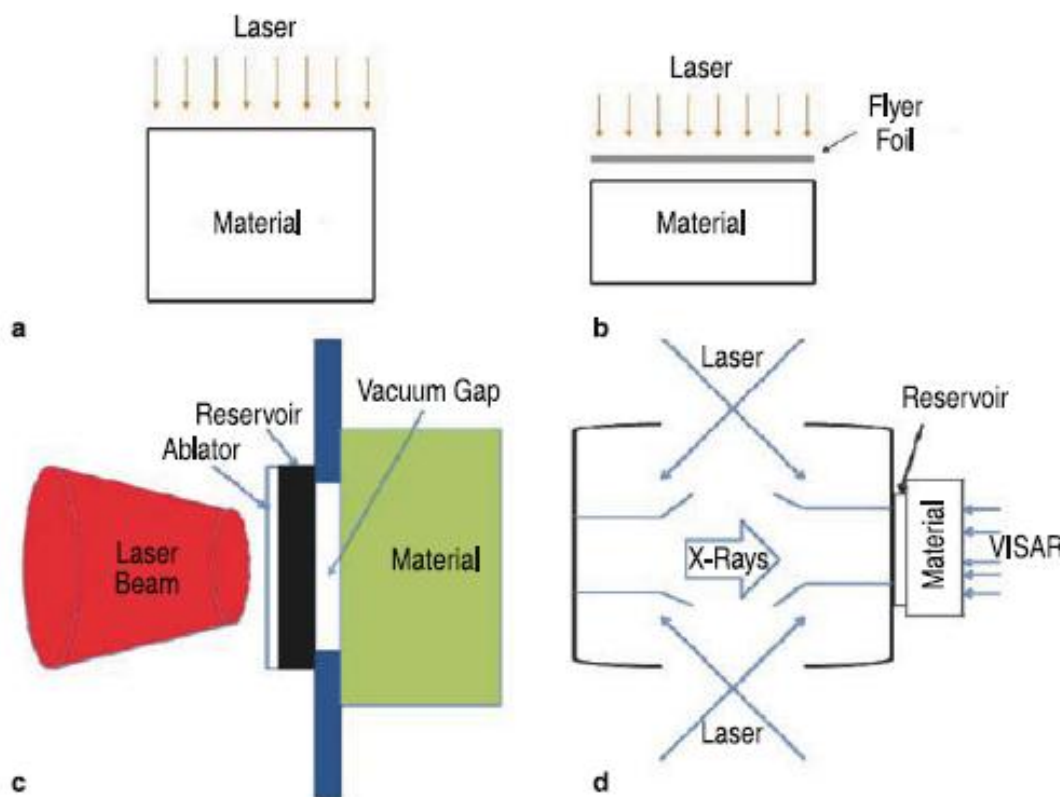 Laser
Material
a
Laser
Flyer
Foil
Material
b
Vacuum Gap
Reservoir
Ablator
Laser
Beam
Material
c
Laser
Reservoir
X-Rays
Material
VISAR
Laser
d